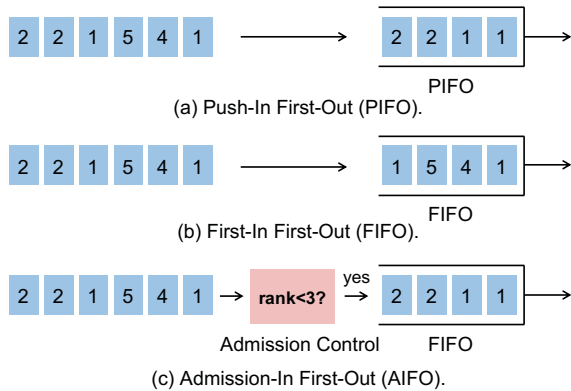 2 2 1 5 4 1 2 2 1 1
PIFO
(a) Push-In First-Out (PIFO).
2 2 1 5 4 1 1 5 4 1
FIFO
(b) First-In First-Out (FIFO).
2 2 1 5 4 1 rank<3? yes 2 2 1 1
Admission Control FIFO
(c) Admission-In First-Out (AIFO).